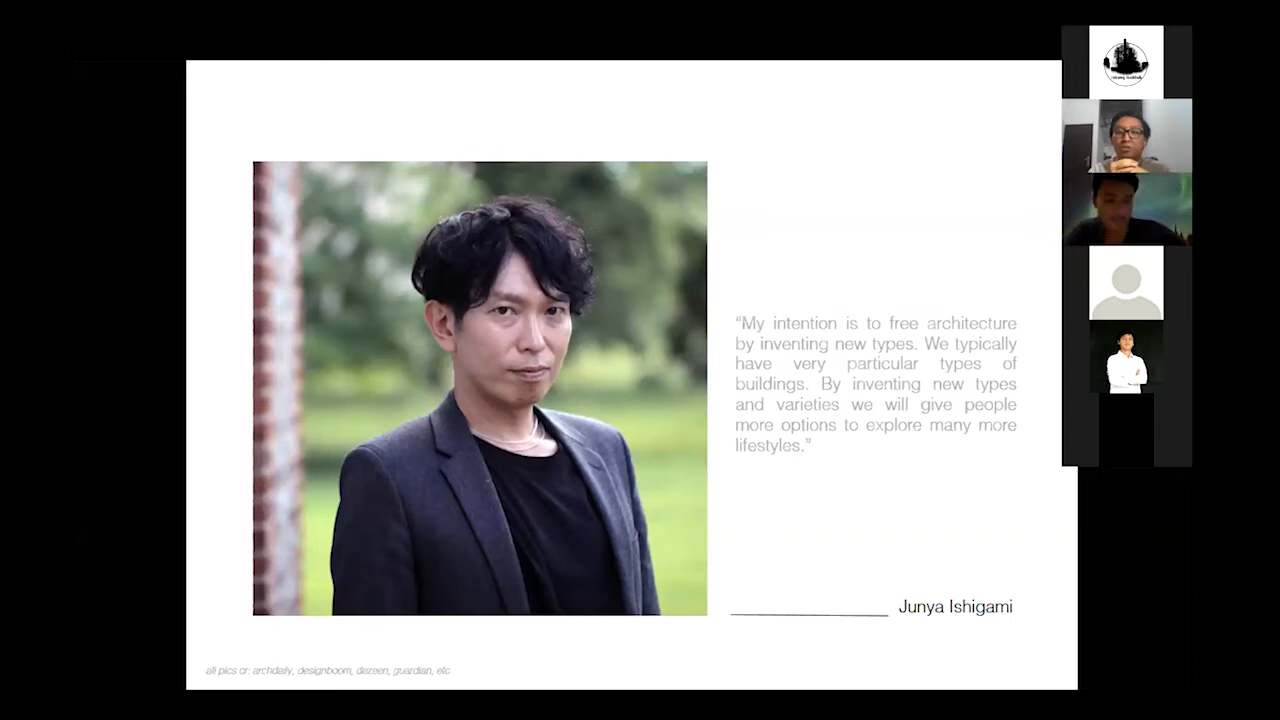 “My intention is to free architecture
by inventing new types. We typically
have very particular types of
buildings. By inventing new types
and varieties we will give people
more options to explore many more
lifestyles.”
Junya Ishigami
all pics cr: archdaily, designboom, dezeen, guardian, etc